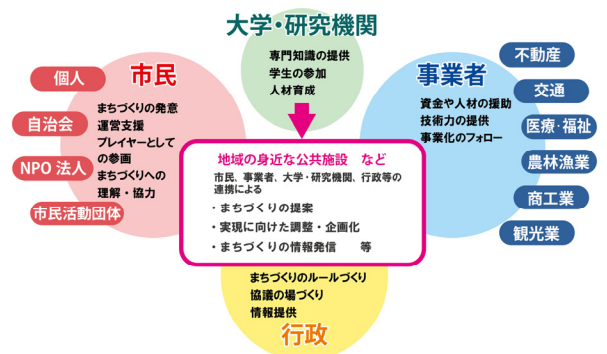 大学・研究機関
専門知識の提供
学生の参加
人材育成
市民
個人
自治会
NPO 法人
市民活動団体
まちづくりの発意
運営支援
プレイヤーとして
の参画
まちづくりへの
理解・協力
事業者
資金や人材の援助
技術力の提供
事業化のフォロー
不動産
交通
医療・福祉
農林漁業
商工業
観光業
地域の身近な公共施設　など
市民、事業者、大学・研究機関、行政等の
連携による
・まちづくりの提案
・実現に向けた調整・企画化
・まちづくりの情報発信　　等
まちづくりのルールづくり
協議の場づくり
情報提供
行政